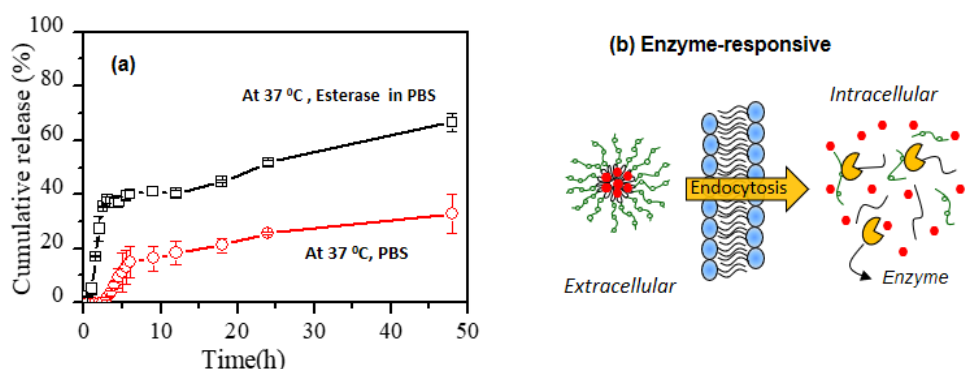 (a)
At 37 ⁰C , Esterase in PBS
At 37 ⁰C, PBS
Cumulative release (%)
100
80
60
40
20
0
0
10
20
30
40
50
Time(h)
(b) Enzyme-responsive
Intracellular
Endocytosis
Extracellular
Enzyme